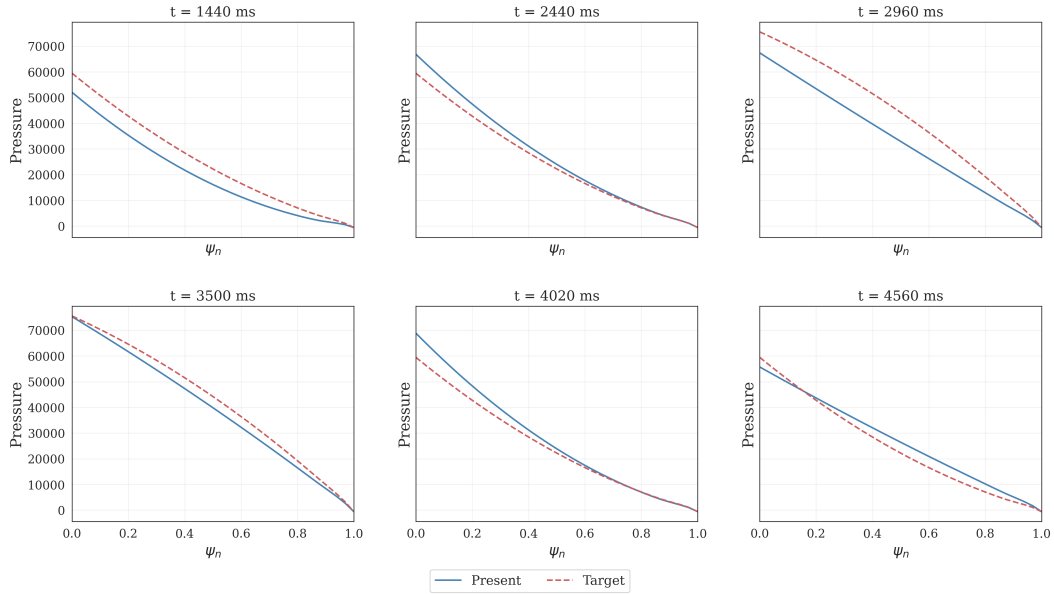 t = 1440 ms
t = 2440 ms
t = 2960 ms
70000
60000
50000
40000
30000
20000
10000
0
Pressure
Pressure
Pressure
ψn
ψn
ψn
t = 3500 ms
t = 4020 ms
t = 4560 ms
70000
60000
50000
40000
30000
20000
10000
0
Pressure
Pressure
Pressure
0.0 0.2 0.4 0.6 0.8 1.0
0.0 0.2 0.4 0.6 0.8 1.0
0.0 0.2 0.4 0.6 0.8 1.0
ψn
ψn
ψn
Present Target